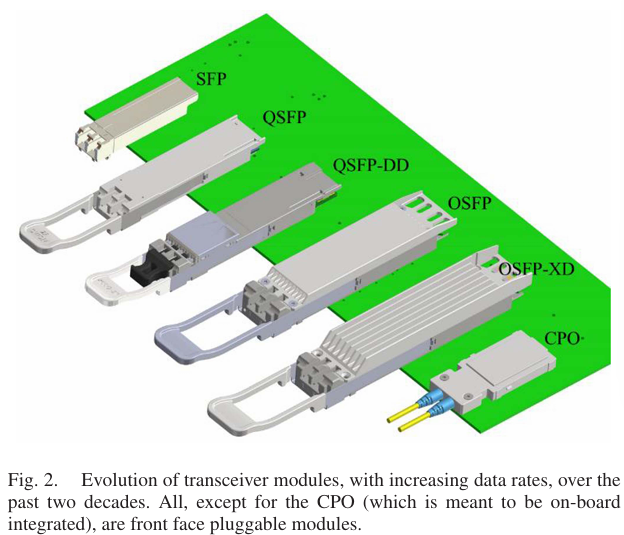 SFP
QSFP
QSFP-DD
OSFP
OSFP-XD
CPO
Fig. 2. Evolution of transceiver modules, with increasing data rates, over the
past two decades. All, except for the CPO (which is meant to be on-board
integrated), are front face pluggable modules.